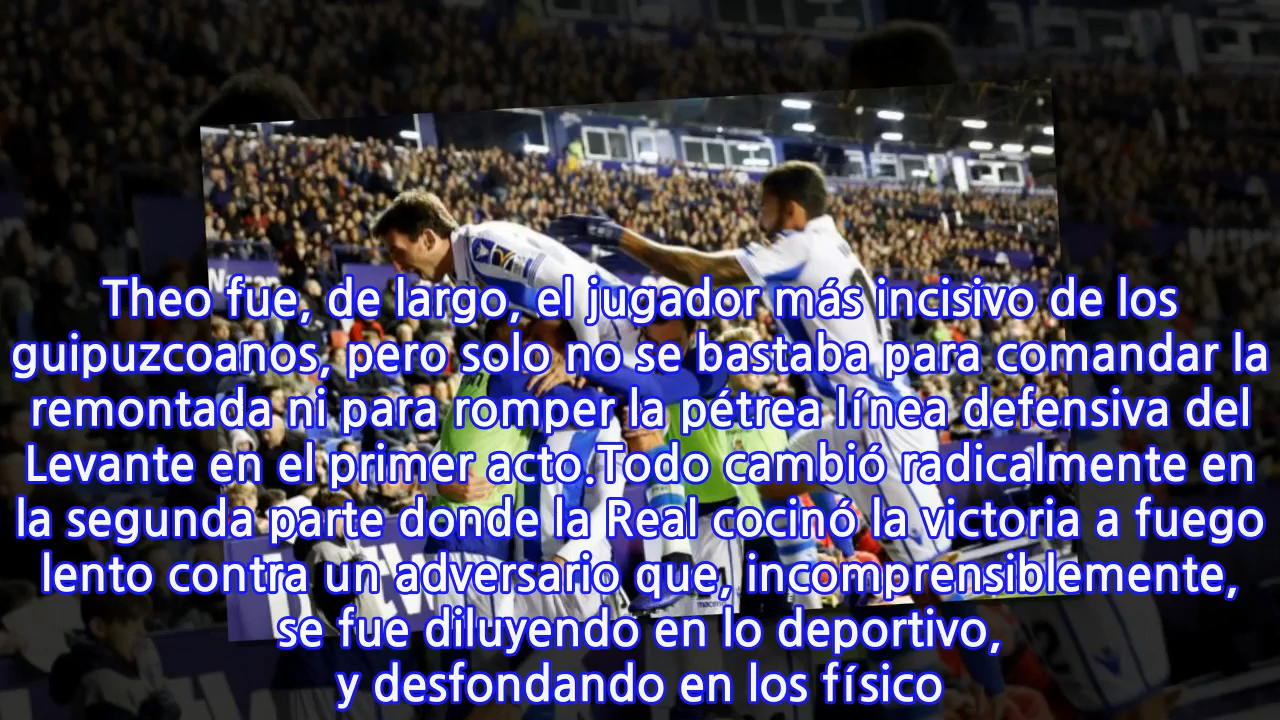 Theo fue, de largo, el jugador más incisivo de los
guipuzcoanos, pero solo no se bastaba para comandar la
remontada ni para romper la pétrea línea defensiva del
Levante en el primer acto.Todo cambió radicalmente en
la segunda parte donde la Real cocinó la victoria a fuego
lento contra un adversario que, incomprensiblemente,
se fue diluyendo en lo deportivo,
y desfondando en los físico